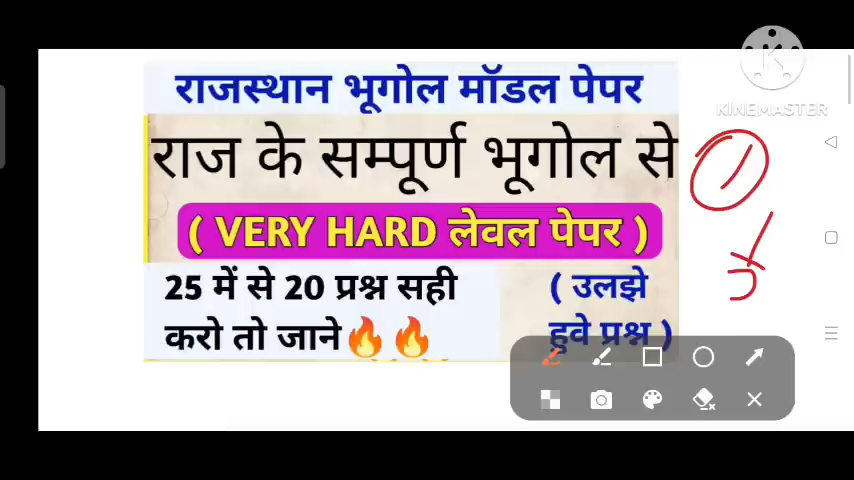 राजस्थान भूगोल मॉडल पेपर
राज के सम्पूर्ण भूगोल से
( VERY HARD लेवल पेपर )
25 में से 20 प्रश्न सही
करो तो जाने🔥🔥
( उलझे
हुवे प्रश्न )
K
KINEMASTER